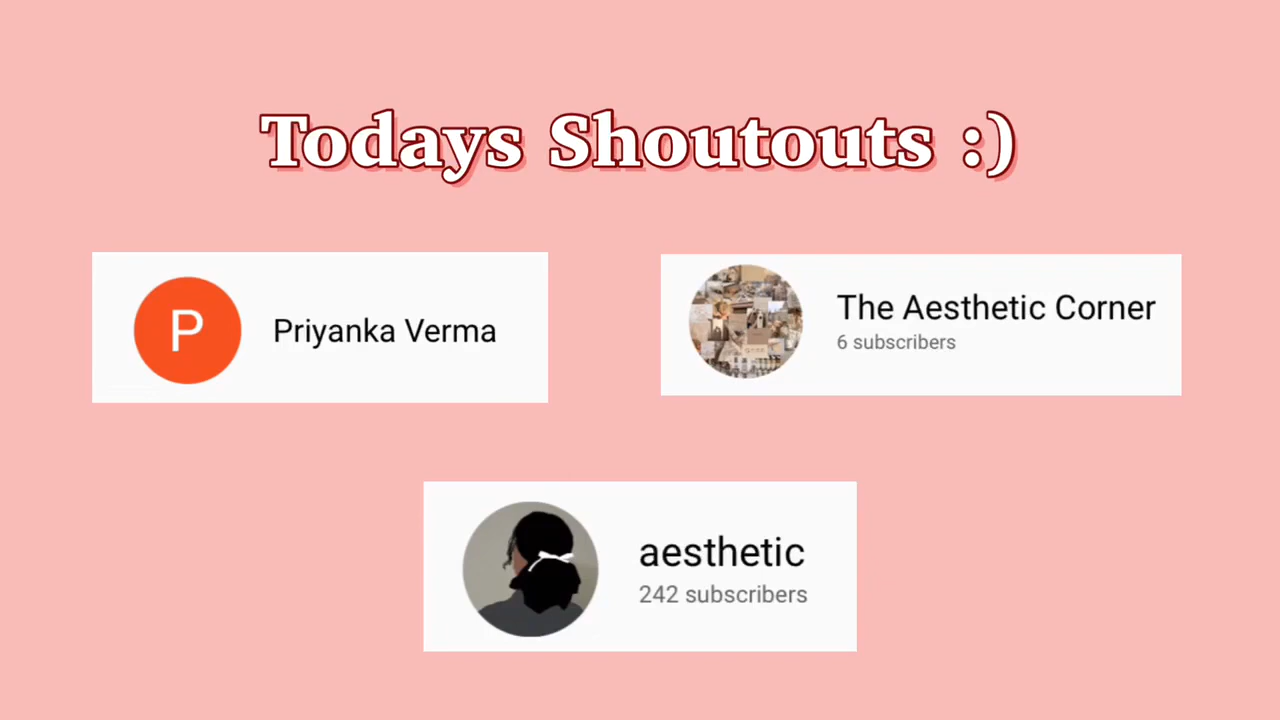 Todays Shoutouts :)
P
Priyanka Verma
The Aesthetic Corner
6 subscribers
aesthetic
242 subscribers